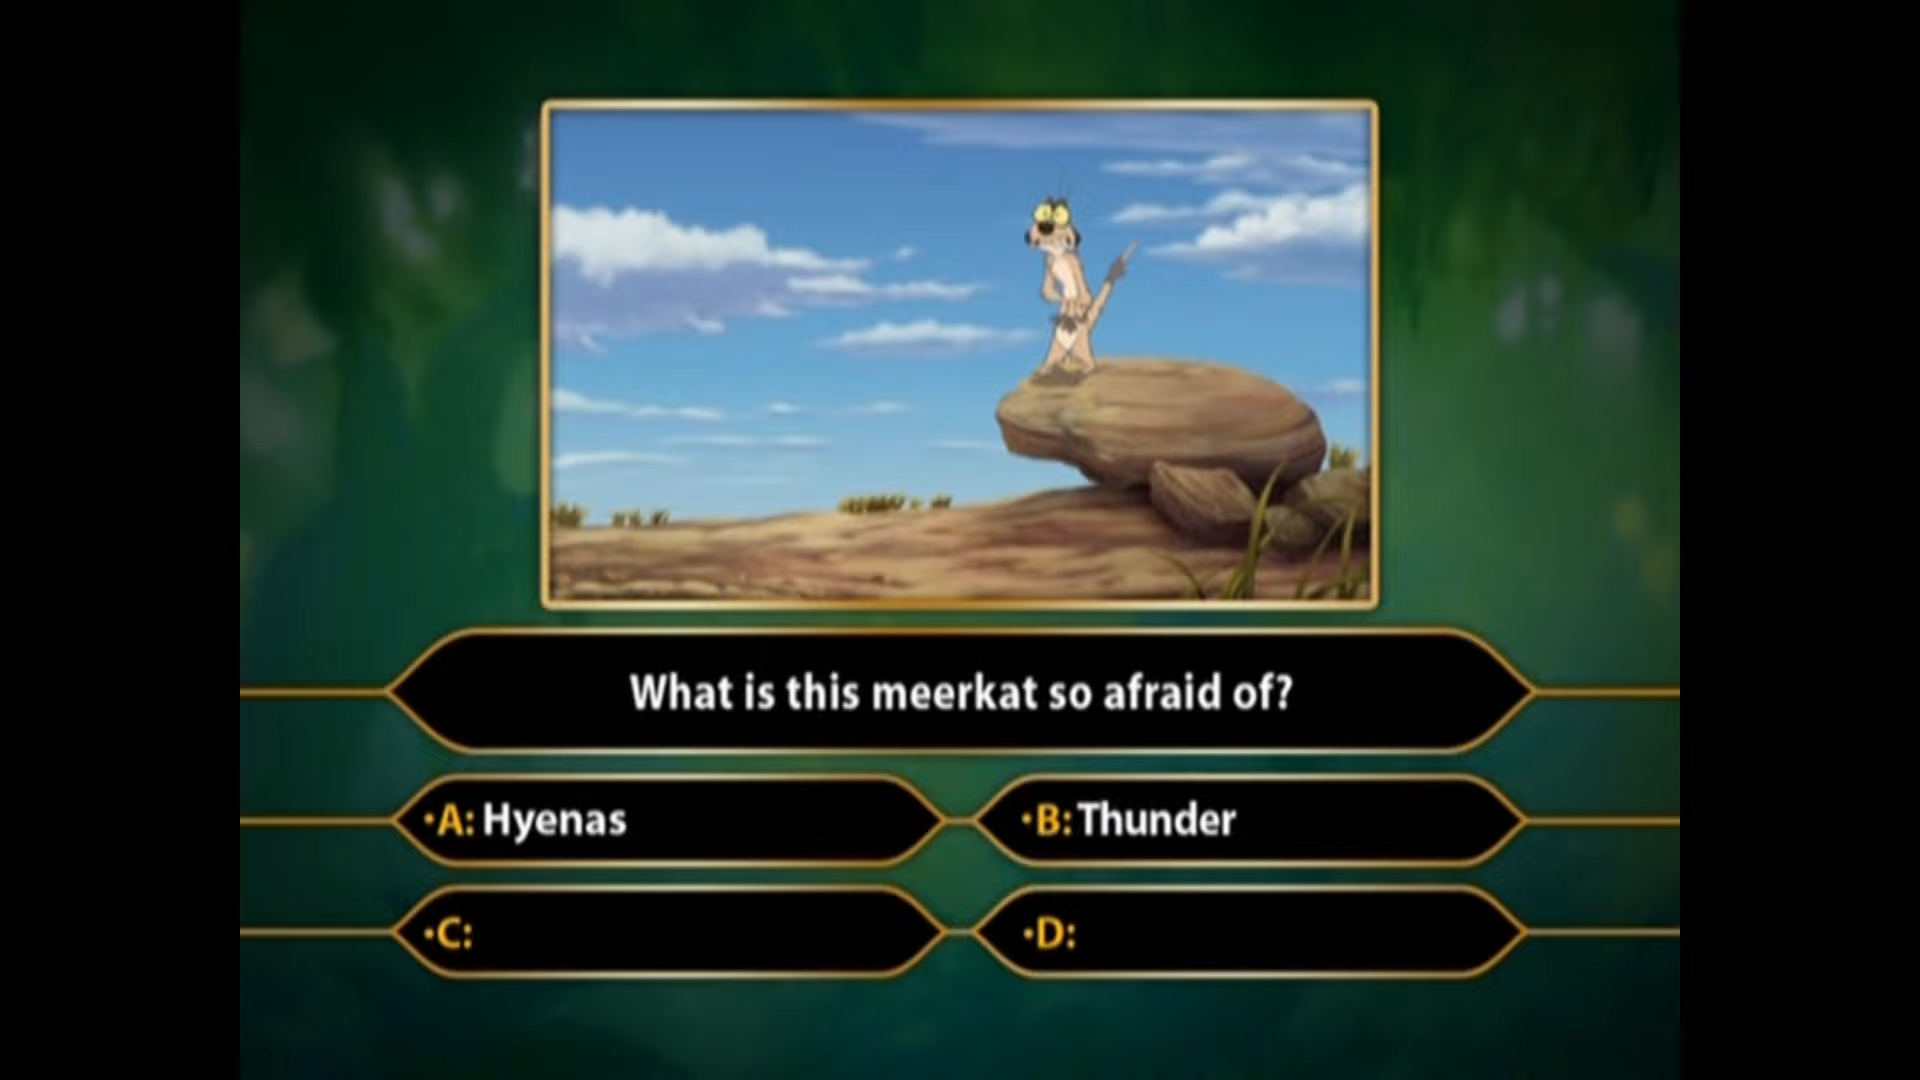 What is this meerkat so afraid of?
·A: Hyenas
·B: Thunder
·C:
·D: